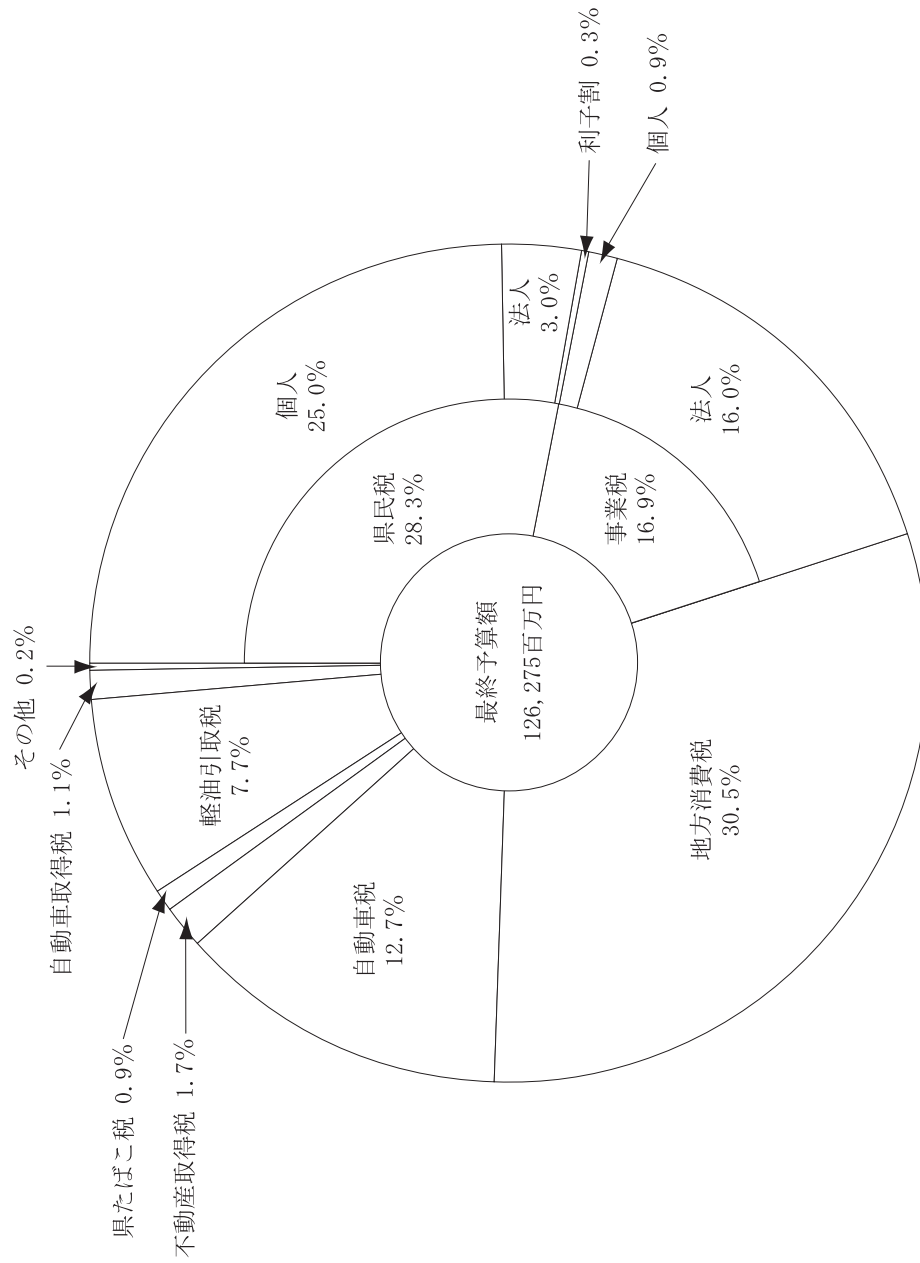 最終予算額
126,275百万円
県民税
28.3%
個人
25.0%
法人
3.0%
利子割 0.3%
事業税
16.9%
個人 0.9%
法人
16.0%
地方消費税
30.5%
自動車税
12.7%
不動産取得税 1.7%
県たばこ税 0.9%
軽油引取税
7.7%
自動車取得税 1.1%
その他 0.2%